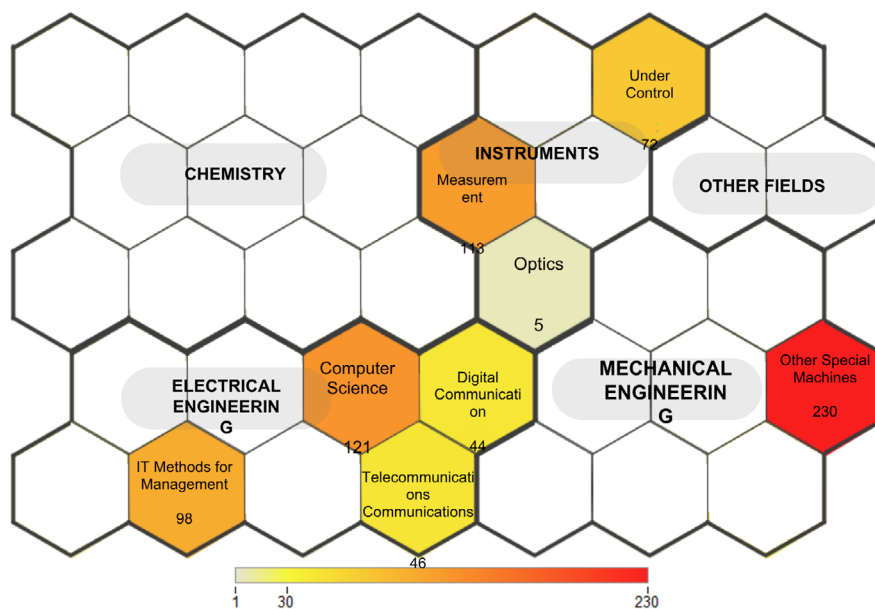 Under
Control
72
CHEMISTRY
INSTRUMENTS
Measurem
ent
113
OTHER FIELDS
Optics
5
ELECTRICAL
ENGINEERIN
G
Computer
Science
121
Digital
Communicati
on
44
MECHANICAL
ENGINEERIN
G
Other Special
Machines
230
IT Methods for
Management
98
Telecommunicati
ons
Communications
46
1 30 230